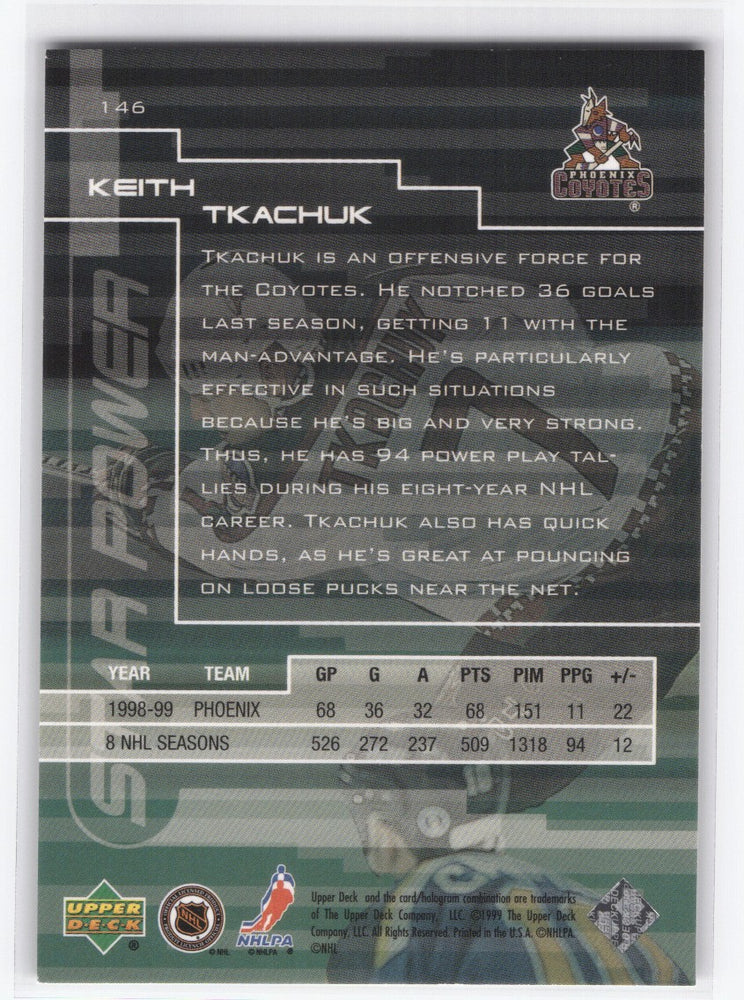 146
PHOENIX
COYOTES
®
KEITH
TKACHUK
TKACHUK IS AN OFFENSIVE FORCE FOR
THE COYOTES. HE NOTCHED 36 GOALS
LAST SEASON, GETTING 11 WITH THE
MAN-ADVANTAGE. HE'S PARTICULARLY
EFFECTIVE IN SUCH SITUATIONS
BECAUSE HE'S BIG AND VERY STRONG.
THUS, HE HAS 94 POWER PLAY TAL-
LIES DURING HIS EIGHT-YEAR NHL
CAREER. TKACHUK ALSO HAS QUICK
HANDS, AS HE'S GREAT AT POUNCING
ON LOOSE PUCKS NEAR THE NET.
STAR POWER
TKACHUK
7
YEAR TEAM GP G A PTS PIM PPG +/-
1998-99 PHOENIX 68 36 32 68 151 11 22
8 NHL SEASONS 526 272 237 509 1318 94 12
UPPER
DECK
®
NHL
©NHL
NHLPA
©NHLPA ®
Upper Deck and the card/hologram combination are trademarks
of The Upper Deck Company, LLC. ©1999 The Upper Deck
Company, LLC. All Rights Reserved. Printed in the U.S.A. ©NHLPA.
©NHL